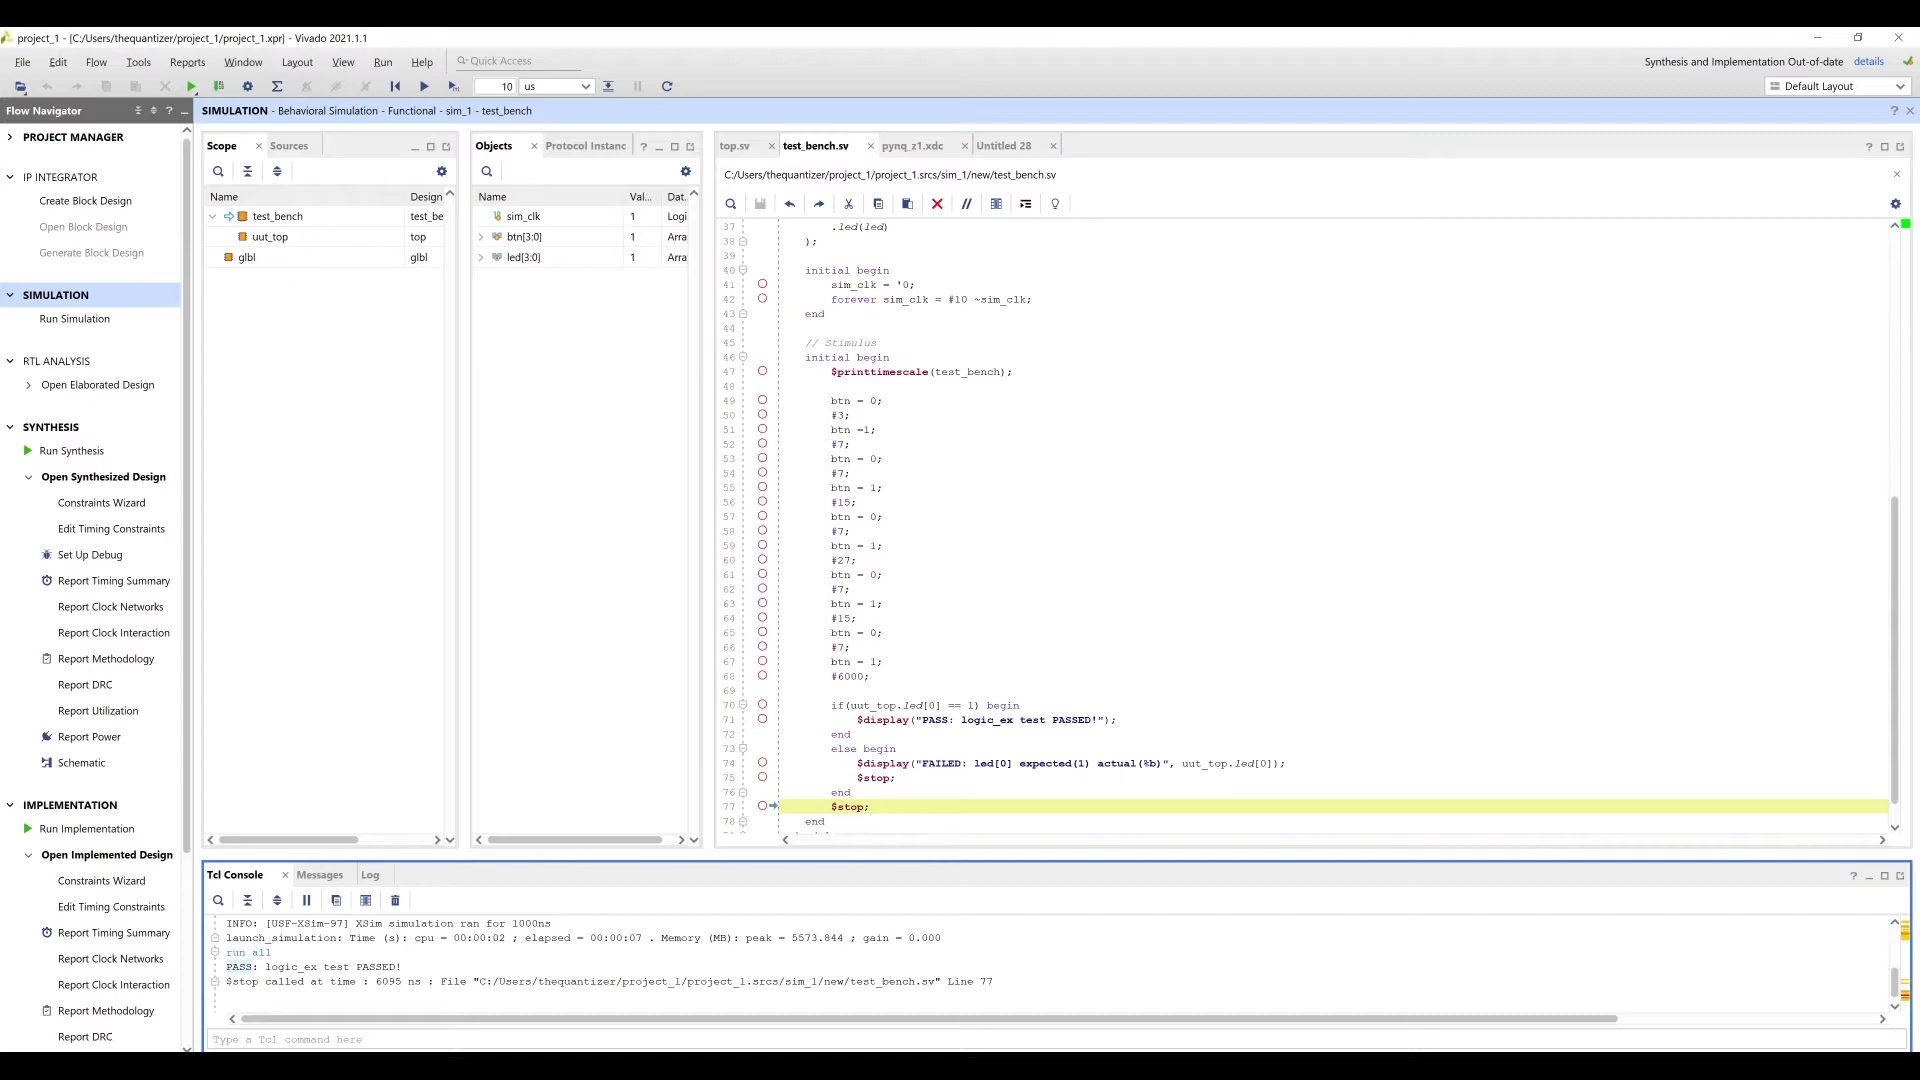 project_1 - [C:/Users/thequantizer/project_1/project_1.xpr] - Vivado 2021.1.1
File Edit Flow Tools Reports Window Layout View Run Help Quick Access
Synthesis and Implementation Out-of-date details
10 us
Default Layout
Flow Navigator
SIMULATION - Behavioral Simulation - Functional - sim_1 - test_bench
PROJECT MANAGER
IP INTEGRATOR
Create Block Design
Open Block Design
Generate Block Design
SIMULATION
Run Simulation
RTL ANALYSIS
Open Elaborated Design
SYNTHESIS
Run Synthesis
Open Synthesized Design
Constraints Wizard
Edit Timing Constraints
Set Up Debug
Report Timing Summary
Report Clock Networks
Report Clock Interaction
Report Methodology
Report DRC
Report Utilization
Report Power
Schematic
IMPLEMENTATION
Run Implementation
Open Implemented Design
Constraints Wizard
Edit Timing Constraints
Report Timing Summary
Report Clock Networks
Report Clock Interaction
Report Methodology
Report DRC
Scope Sources
Name Design
test_bench test_be
uut_top top
glbl glbl
Objects Protocol Instanc
Name Val... Dat.
sim_clk 1 Logi
btn[3:0] 1 Arra
led[3:0] 1 Arra
top.sv test_bench.sv pynq_z1.xdc Untitled 28
C:/Users/thequantizer/project_1/project_1.srcs/sim_1/new/test_bench.sv
37 .led(led)
38 );
39
40 initial begin
41 sim_clk = '0;
42 forever sim_clk = #10 ~sim_clk;
43 end
44
45 // Stimulus
46 initial begin
47 $printtimescale(test_bench);
48
49 btn = 0;
50 #3;
51 btn =1;
52 #7;
53 btn = 0;
54 #7;
55 btn = 1;
56 #15;
57 btn = 0;
58 #7;
59 btn = 1;
60 #27;
61 btn = 0;
62 #7;
63 btn = 1;
64 #15;
65 btn = 0;
66 #7;
67 btn = 1;
68 #6000;
69
70 if(uut_top.led[0] == 1) begin
71 $display("PASS: logic_ex test PASSED!");
72 end
73 else begin
74 $display("FAILED: led[0] expected(1) actual(%b)", uut_top.led[0]);
75 $stop;
76 end
77 $stop;
78 end
Tcl Console Messages Log
INFO: [USF-XSim-97] XSim simulation ran for 1000ns
launch_simulation: Time (s): cpu = 00:00:02 ; elapsed = 00:00:07 . Memory (MB): peak = 5573.844 ; gain = 0.000
run all
PASS: logic_ex test PASSED!
$stop called at time : 6095 ns : File "C:/Users/thequantizer/project_1/project_1.srcs/sim_1/new/test_bench.sv" Line 77
Type a Tcl command here